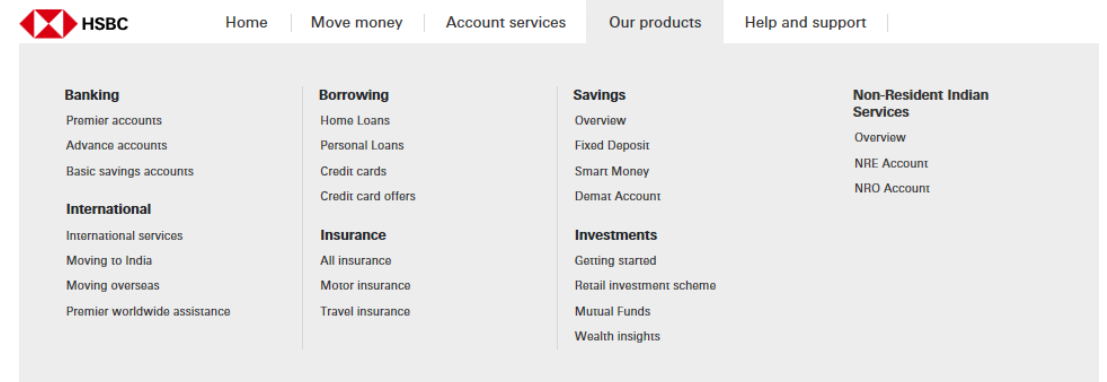 HSBC
Home
Move money
Account services
Our products
Help and support
Banking
Premier accounts
Advance accounts
Basic savings accounts
International
International services
Moving to India
Moving overseas
Premier worldwide assistance
Borrowing
Home Loans
Personal Loans
Credit cards
Credit card offers
Insurance
All insurance
Motor insurance
Travel insurance
Savings
Overview
Fixed Deposit
Smart Money
Demat Account
Investments
Getting started
Retail investment scheme
Mutual Funds
Wealth insights
Non-Resident Indian
Services
Overview
NRE Account
NRO Account